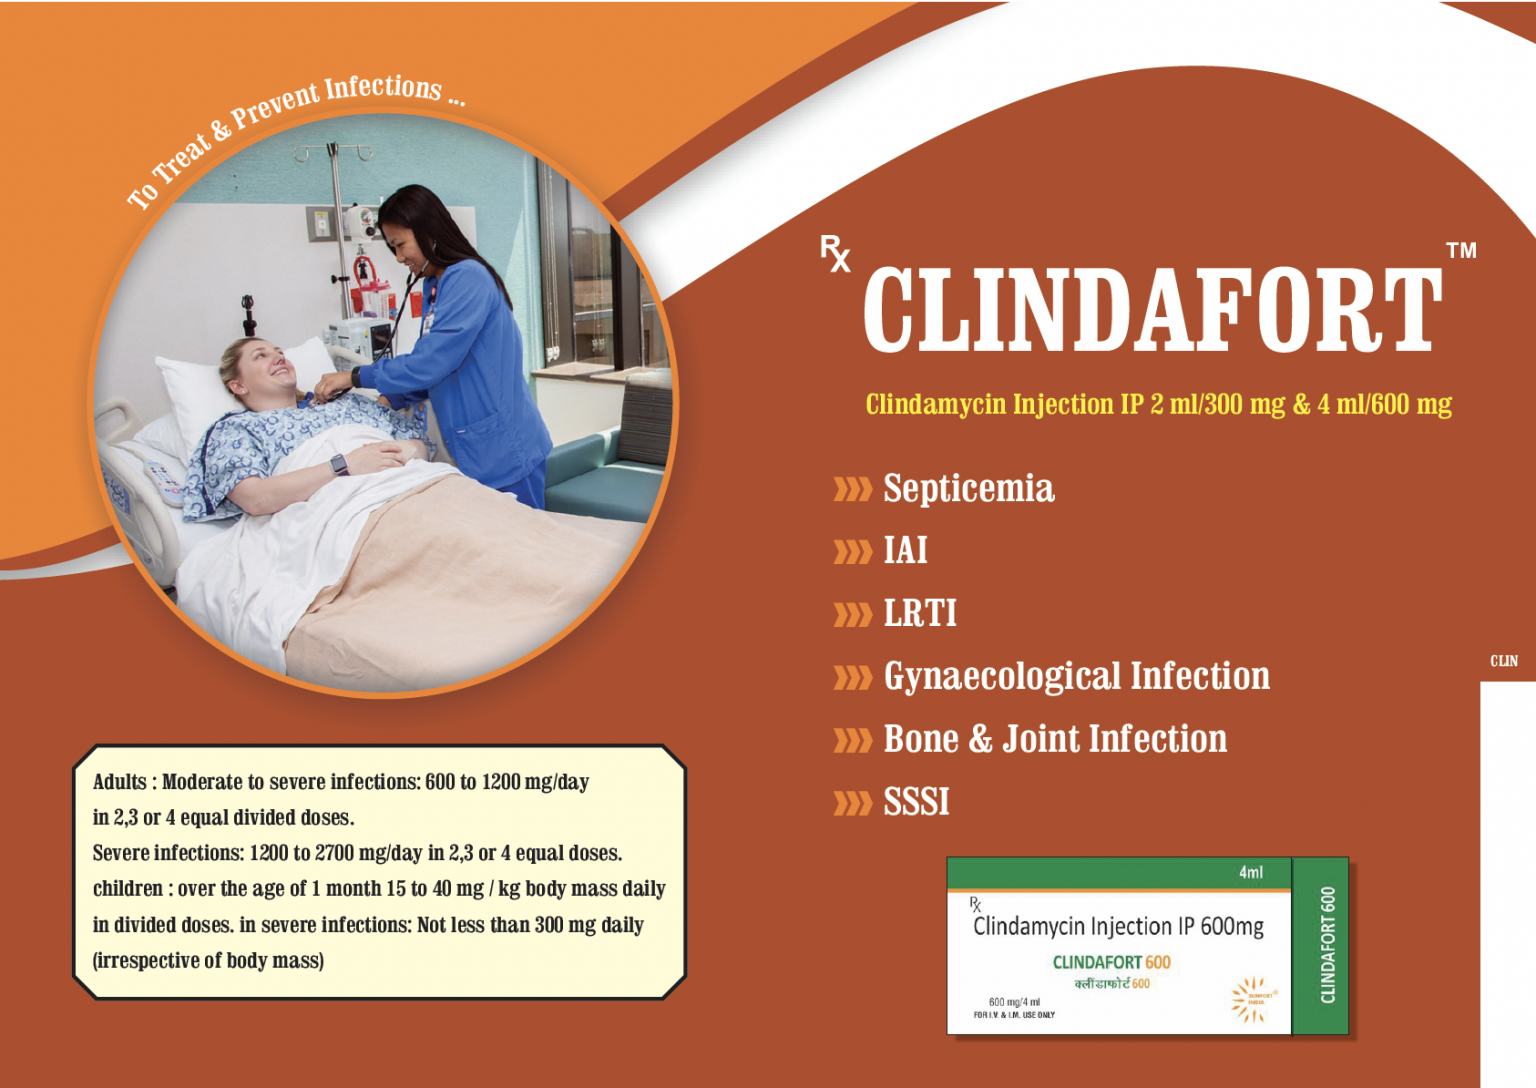 To Treat & Prevent Infections ...
Rx
CLINDAFORT™
Clindamycin Injection IP 2 ml/300 mg & 4 ml/600 mg
Septicemia
IAI
LRTI
Gynaecological Infection
Bone & Joint Infection
SSSI
CLIN
Adults : Moderate to severe infections: 600 to 1200 mg/day
in 2,3 or 4 equal divided doses.
Severe infections: 1200 to 2700 mg/day in 2,3 or 4 equal doses.
children : over the age of 1 month 15 to 40 mg / kg body mass daily
in divided doses. in severe infections: Not less than 300 mg daily
(irrespective of body mass)
4ml
Rx
Clindamycin Injection IP 600mg
CLINDAFORT 600
क्लींडाफोर्ट 600
600 mg/4 ml
FOR I.V. & I.M. USE ONLY
SUNFORT
INDIA
CLINDAFORT 600